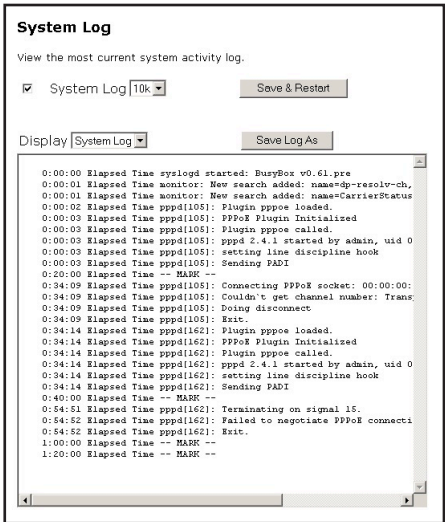 System Log
View the most current system activity log.
System Log 10k Save & Restart
Display System Log Save Log As
0:00:00 Elapsed Time syslogd started: BusyBox v0.61.pre
0:00:01 Elapsed Time monitor: New search added: name=dp-resolv-ch,
0:00:01 Elapsed Time monitor: New search added: name=CarrierStatus
0:00:02 Elapsed Time pppd[105]: Plugin pppoe loaded.
0:00:03 Elapsed Time pppd[105]: PPPoE Plugin Initialized
0:00:03 Elapsed Time pppd[105]: Plugin pppoe called.
0:00:03 Elapsed Time pppd[105]: pppd 2.4.1 started by admin, uid 0
0:00:03 Elapsed Time pppd[105]: setting line discipline hook
0:00:03 Elapsed Time pppd[105]: Sending PADI
0:20:00 Elapsed Time -- MARK --
0:34:09 Elapsed Time pppd[105]: Connecting PPPoE socket: 00:00:00:
0:34:09 Elapsed Time pppd[105]: Couldn't get channel number: Trans
0:34:09 Elapsed Time pppd[105]: Doing disconnect
0:34:09 Elapsed Time pppd[105]: Exit.
0:34:14 Elapsed Time pppd[162]: Plugin pppoe loaded.
0:34:14 Elapsed Time pppd[162]: PPPoE Plugin Initialized
0:34:14 Elapsed Time pppd[162]: Plugin pppoe called.
0:34:14 Elapsed Time pppd[162]: pppd 2.4.1 started by admin, uid 0
0:34:14 Elapsed Time pppd[162]: setting line discipline hook
0:34:14 Elapsed Time pppd[162]: Sending PADI
0:40:00 Elapsed Time -- MARK --
0:54:51 Elapsed Time pppd[162]: Terminating on signal 15.
0:54:52 Elapsed Time pppd[162]: Failed to negotiate PPPoE connecti
0:54:52 Elapsed Time pppd[162]: Exit.
1:00:00 Elapsed Time -- MARK --
1:20:00 Elapsed Time -- MARK --